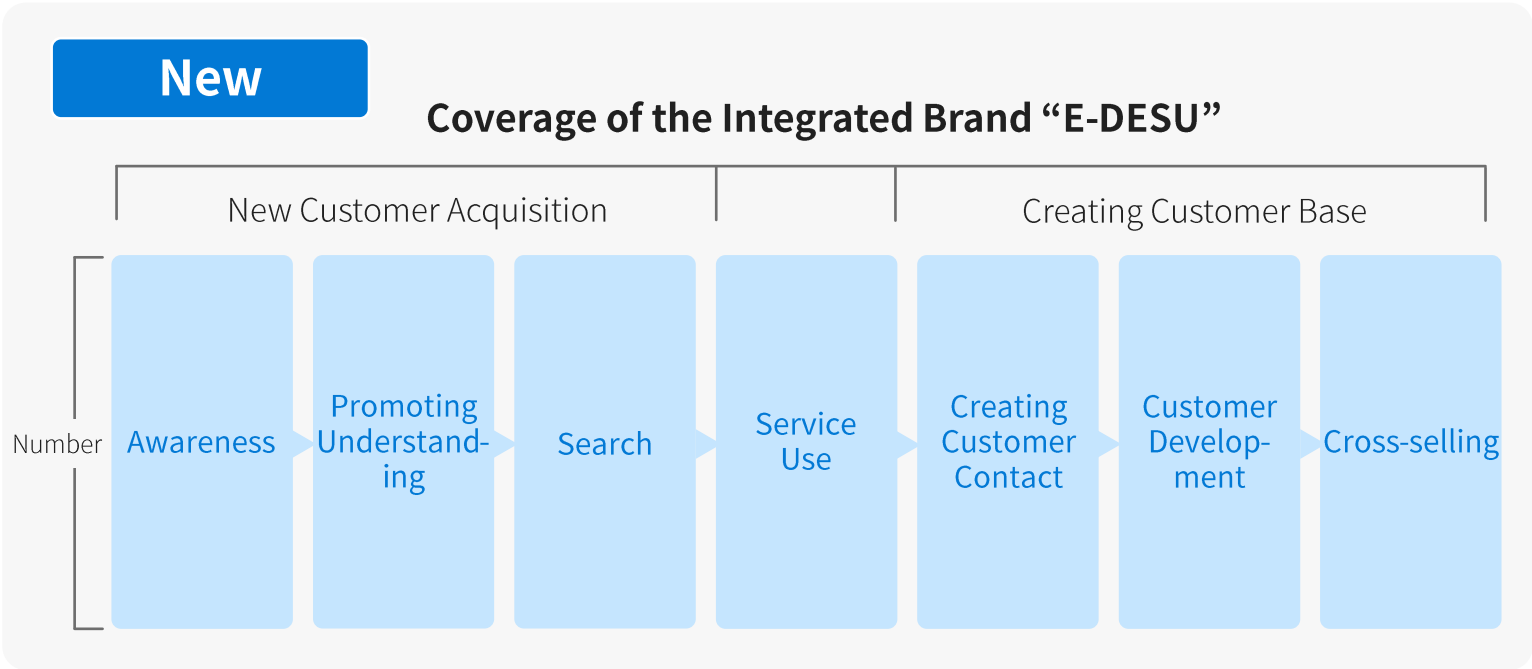 New
Coverage of the Integrated Brand “E-DESU”
New Customer Acquisition
Creating Customer Base
Number
Awareness
Promoting
Understand-
ing
Search
Service
Use
Creating
Customer
Contact
Customer
Develop-
ment
Cross-selling